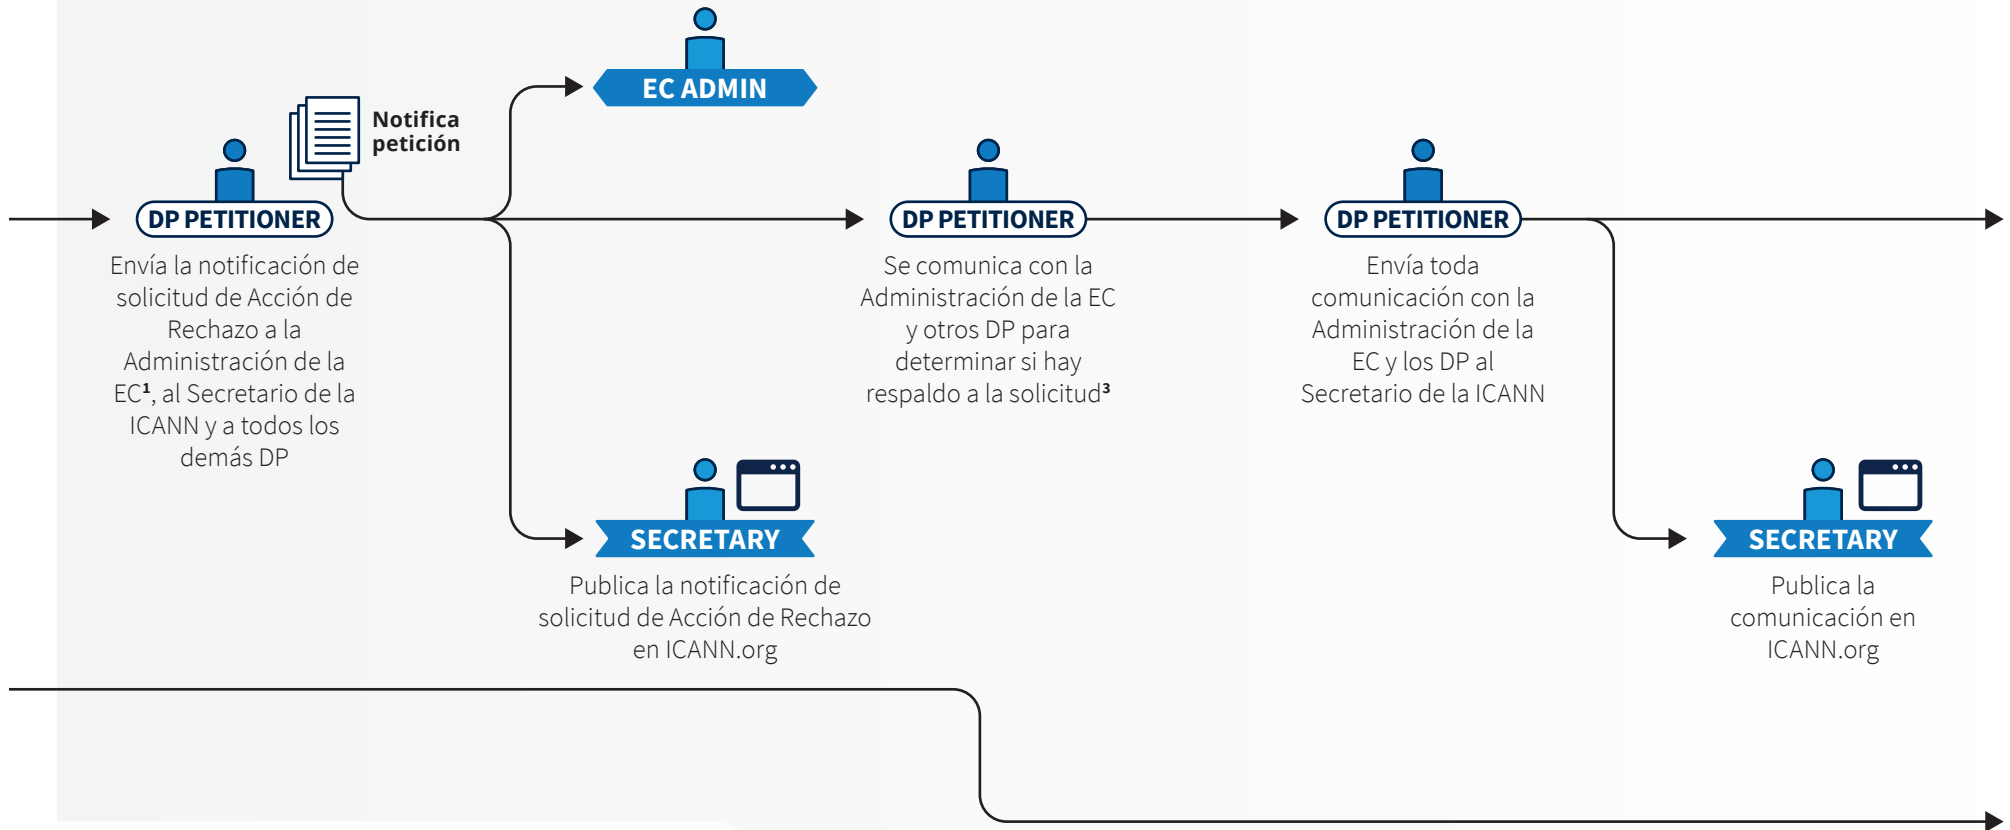 EC ADMIN
Notifica
petición
DP PETITIONER
Envía la notificación de
solicitud de Acción de
Rechazo a la
Administración de la
EC¹, al Secretario de la
ICANN y a todos los
demás DP
DP PETITIONER
Se comunica con la
Administración de la EC
y otros DP para
determinar si hay
respaldo a la solicitud³
DP PETITIONER
Envía toda
comunicación con la
Administración de la
EC y los DP al
Secretario de la ICANN
SECRETARY
Publica la notificación de
solicitud de Acción de Rechazo
en ICANN.org
SECRETARY
Publica la
comunicación en
ICANN.org